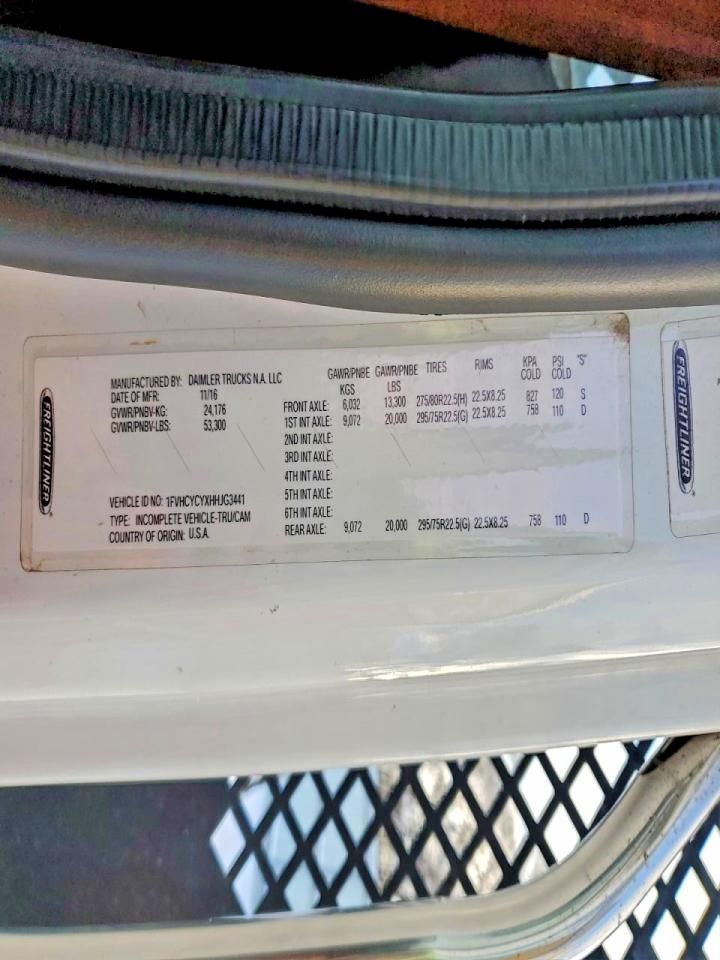 FREIGHTLINER
MANUFACTURED BY: DAIMLER TRUCKS N.A. LLC
DATE OF MFR: 11/16
GVWR/PNBV-KG: 24,176
GVWR/PNBV-LBS: 53,300
VEHICLE ID NO: 1FVHCYCYXHHJG3441
TYPE: INCOMPLETE VEHICLE-TRU/CAM
COUNTRY OF ORIGIN: U.S.A.
GAWR/PNBE KGS GAWR/PNBE LBS TIRES RIMS KPA COLD PSI COLD "S"
FRONT AXLE: 6,032 13,300 275/80R22.5(H) 22.5X8.25 827 120 S
1ST INT AXLE: 9,072 20,000 295/75R22.5(G) 22.5X8.25 758 110 D
2ND INT AXLE:
3RD INT AXLE:
4TH INT AXLE:
5TH INT AXLE:
6TH INT AXLE:
REAR AXLE: 9,072 20,000 295/75R22.5(G) 22.5X8.25 758 110 D
FREIGHTLINER